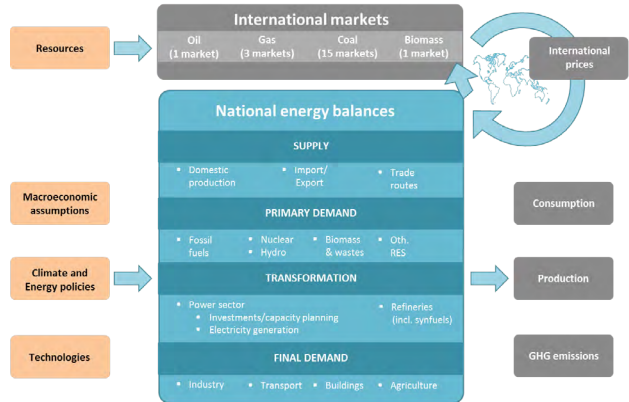 International markets
Oil
(1 market)
Gas
(3 markets)
Coal
(15 markets)
Biomass
(1 market)
Resources
International
prices
National energy balances
SUPPLY
• Domestic
production
• Import/
Export
• Trade
routes
Macroeconomic
assumptions
Consumption
PRIMARY DEMAND
• Fossil
fuels
• Nuclear
• Hydro
• Biomass
& wastes
• Oth.
RES
Climate and
Energy policies
Production
TRANSFORMATION
• Power sector
• Investments/capacity planning
• Electricity generation
• Refineries
(incl. synfuels)
Technologies
GHG emissions
FINAL DEMAND
• Industry
• Transport
• Buildings
• Agriculture